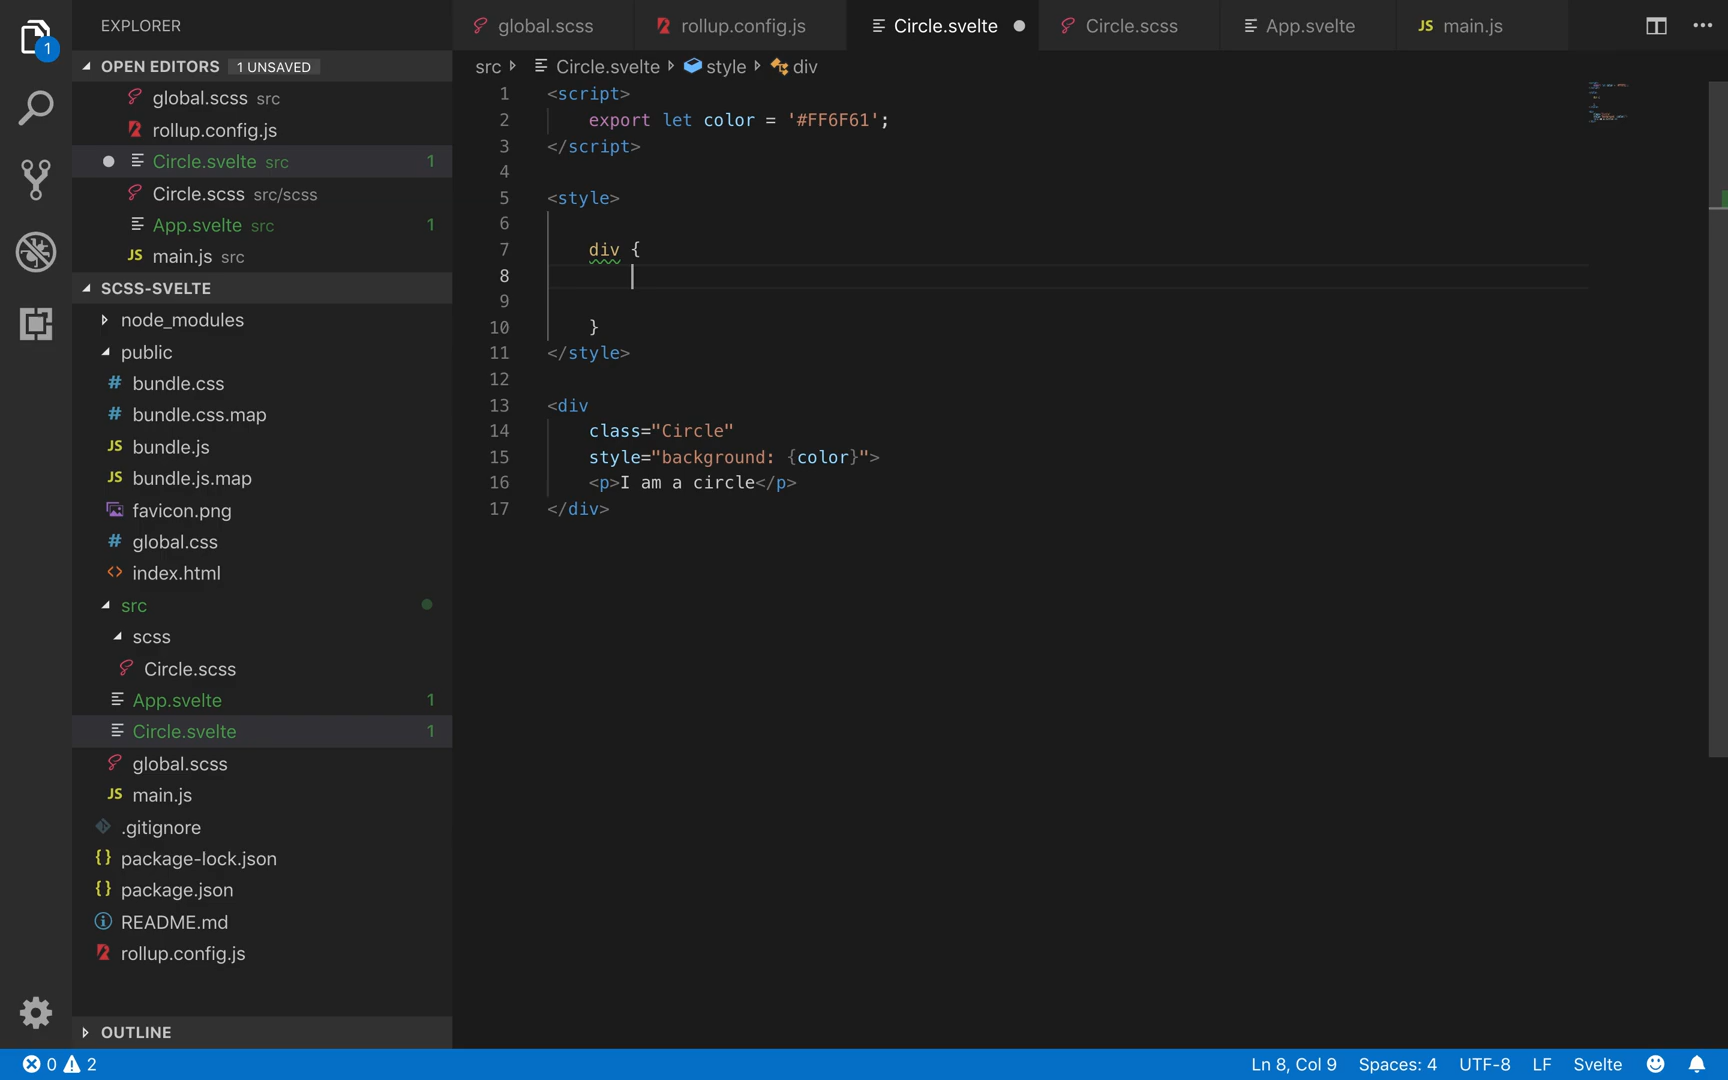 EXPLORER
OPEN EDITORS 1 UNSAVED
global.scss src
rollup.config.js
Circle.svelte src 1
Circle.scss src/scss
App.svelte src 1
JS main.js src
SCSS-SVELTE
node_modules
public
# bundle.css
# bundle.css.map
JS bundle.js
JS bundle.js.map
favicon.png
# global.css
<> index.html
src
scss
Circle.scss
App.svelte 1
Circle.svelte 1
global.scss
JS main.js
.gitignore
{} package-lock.json
{} package.json
README.md
rollup.config.js
OUTLINE
1
global.scss rollup.config.js Circle.svelte Circle.scss App.svelte JS main.js
src Circle.svelte style div
1 <script>
2 export let color = '#FF6F61';
3 </script>
4
5 <style>
6
7 div {
8
9
10 }
11 </style>
12
13 <div
14 class="Circle"
15 style="background: {color}">
16 <p>I am a circle</p>
17 </div>
0 2 Ln 8, Col 9 Spaces: 4 UTF-8 LF Svelte